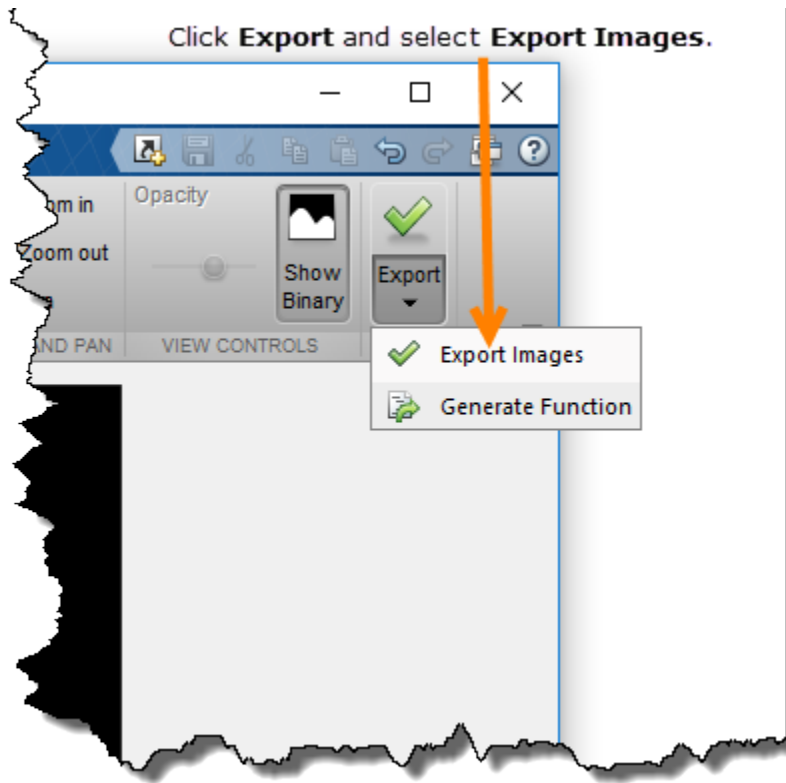 Click Export and select Export Images.
om in
Opacity
Zoom out
Show
Binary
Export
AND PAN
VIEW CONTROLS
Export Images
Generate Function